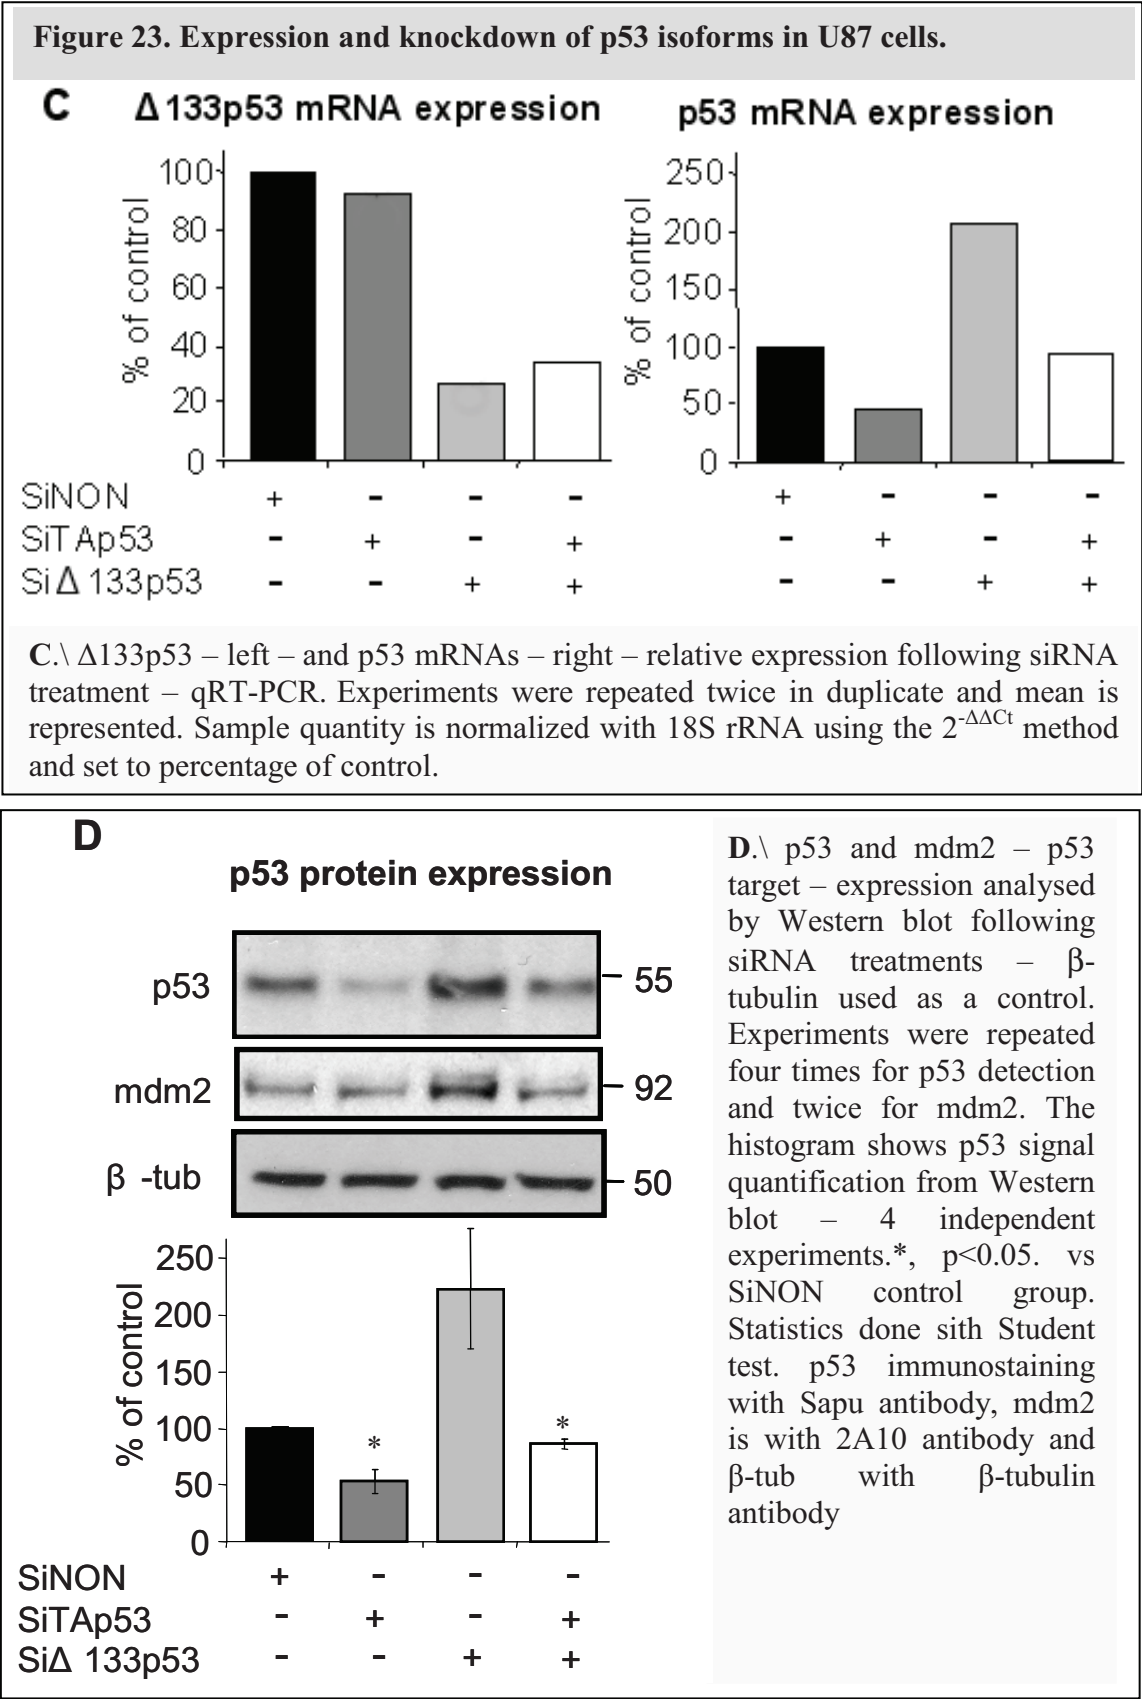 Figure 23. Expression and knockdown of p53 isoforms in U87 cells.
C
Δ133p53 mRNA expression
% of control
100
80
60
40
20
0
p53 mRNA expression
% of control
250
200
150
100
50
0
SiNON + - - - + - - -
SiTAp53 - + - + - + - +
SiΔ133p53 - - + + - - + +
C.\ Δ133p53 – left – and p53 mRNAs – right – relative expression following siRNA
treatment – qRT-PCR. Experiments were repeated twice in duplicate and mean is
represented. Sample quantity is normalized with 18S rRNA using the 2-ΔΔCt method
and set to percentage of control.
D
p53 protein expression
p53 55
mdm2 92
β -tub 50
% of control
250
200
150
100
50
0
* *
SiNON + - - -
SiTAp53 - + - +
SiΔ 133p53 - - + +
D.\ p53 and mdm2 – p53
target – expression analysed
by Western blot following
siRNA treatments – β-
tubulin used as a control.
Experiments were repeated
four times for p53 detection
and twice for mdm2. The
histogram shows p53 signal
quantification from Western
blot – 4 independent
experiments.*, p<0.05. vs
SiNON control group.
Statistics done sith Student
test. p53 immunostaining
with Sapu antibody, mdm2
is with 2A10 antibody and
β-tub with β-tubulin
antibody